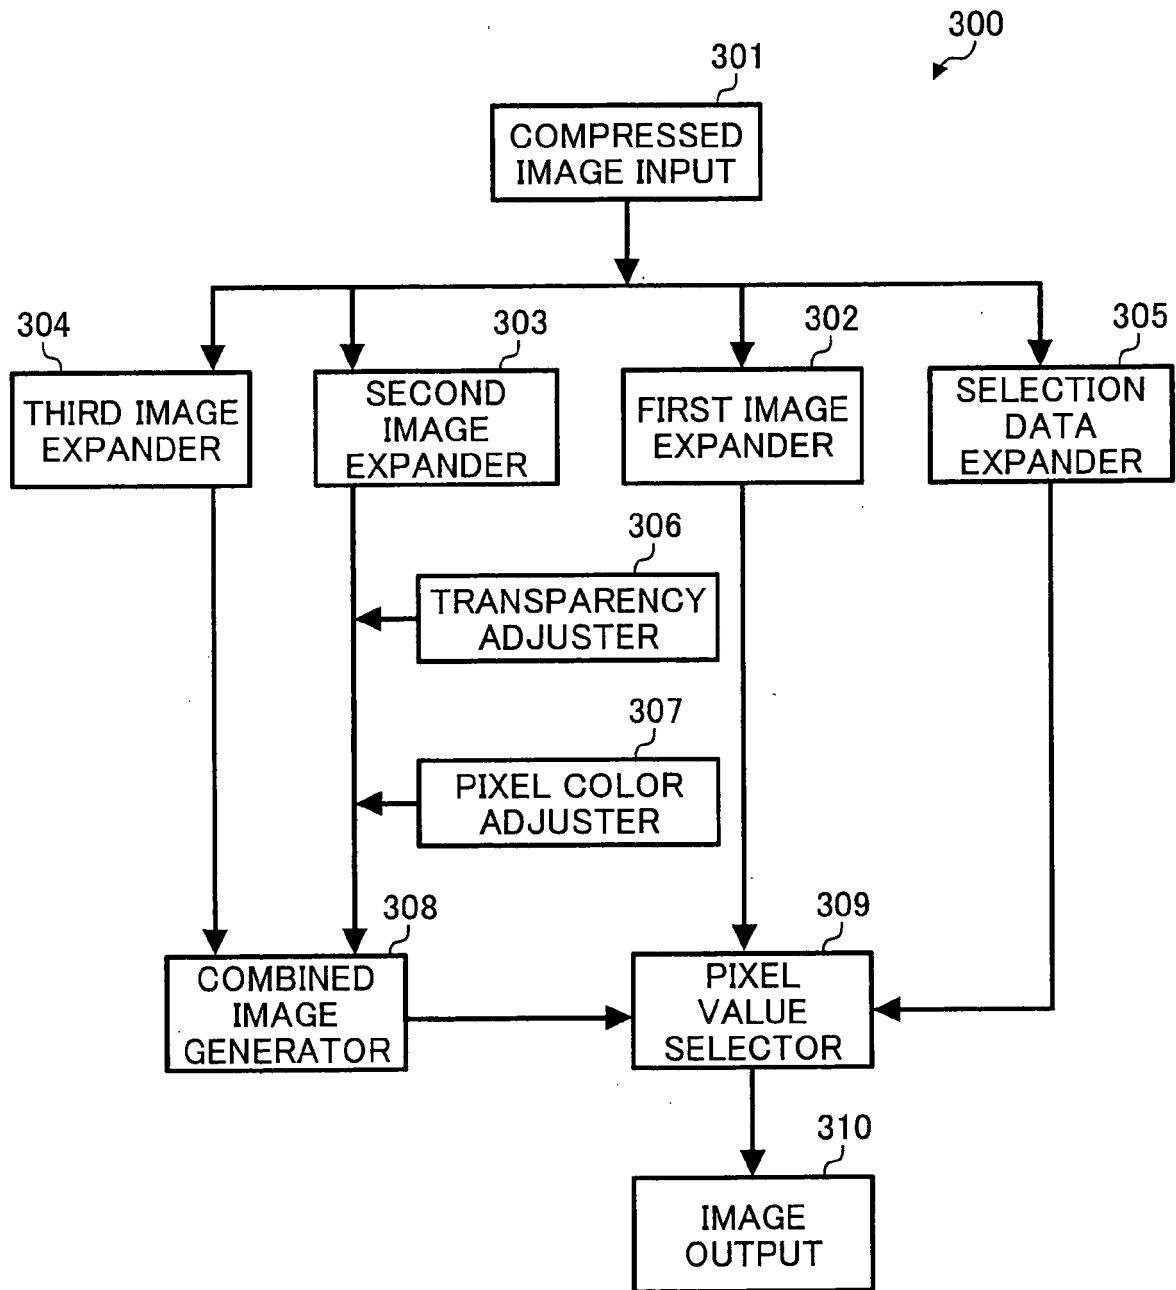 300
301
COMPRESSED
IMAGE INPUT
304
303
302
305
THIRD IMAGE
EXPANDER
SECOND
IMAGE
EXPANDER
FIRST IMAGE
EXPANDER
SELECTION
DATA
EXPANDER
306
TRANSPARENCY
ADJUSTER
307
PIXEL COLOR
ADJUSTER
308
COMBINED
IMAGE
GENERATOR
309
PIXEL
VALUE
SELECTOR
310
IMAGE
OUTPUT